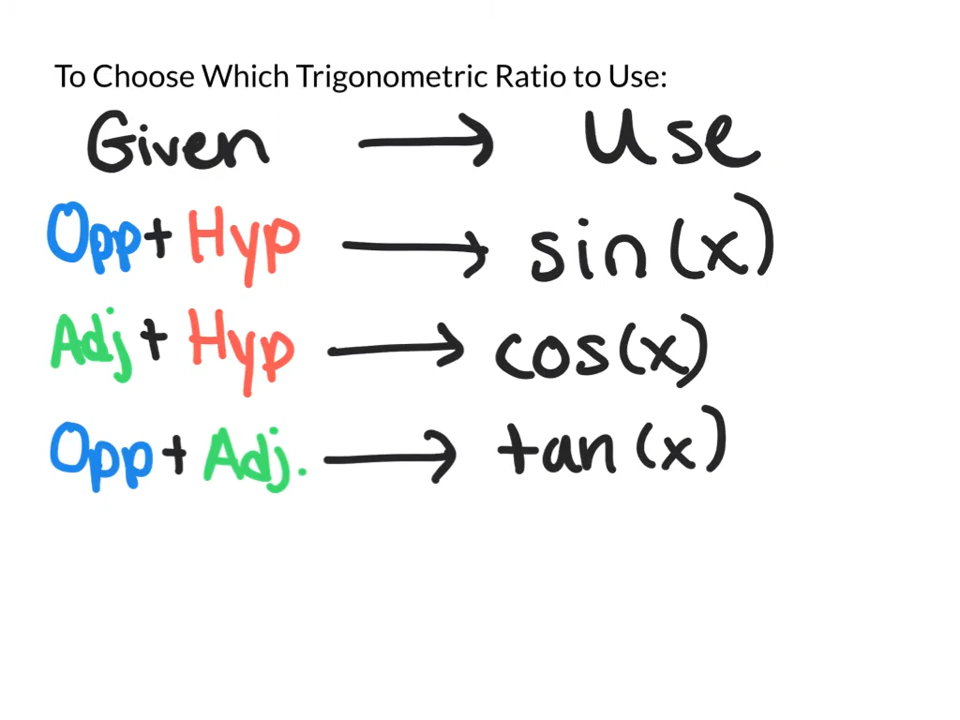 To Choose Which Trigonometric Ratio to Use:
Given → Use
Opp + Hyp → sin(x)
Adj + Hyp → cos(x)
Opp + Adj. → tan(x)